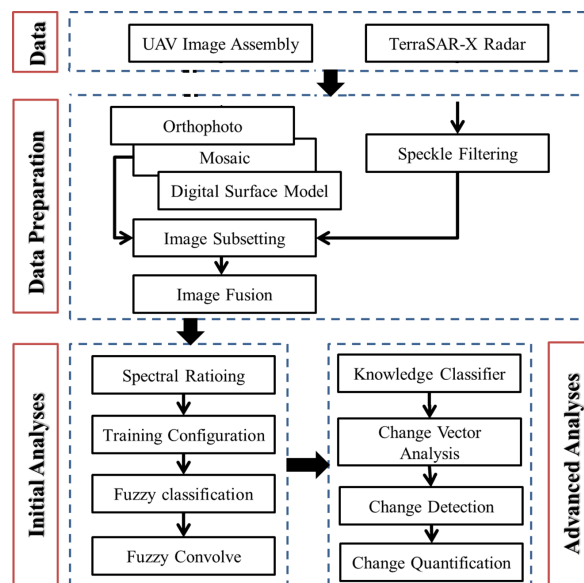 Data
UAV Image Assembly
TerraSAR-X Radar
Data Preparation
Orthophoto
Mosaic
Digital Surface Model
Speckle Filtering
Image Subsetting
Image Fusion
Initial Analyses
Spectral Ratioing
Training Configuration
Fuzzy classification
Fuzzy Convolve
Knowledge Classifier
Change Vector
Analysis
Change Detection
Change Quantification
Advanced Analyses